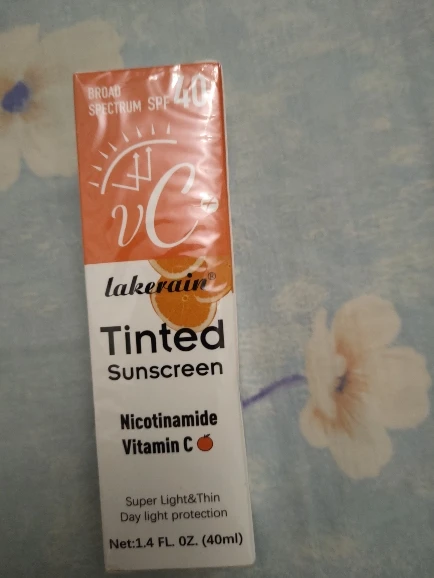 BROAD
SPECTRUM SPF 40
VC
lakerain®
Tinted
Sunscreen
Nicotinamide
Vitamin C
Super Light&Thin
Day light protection
Net:1.4 FL. OZ. (40ml)